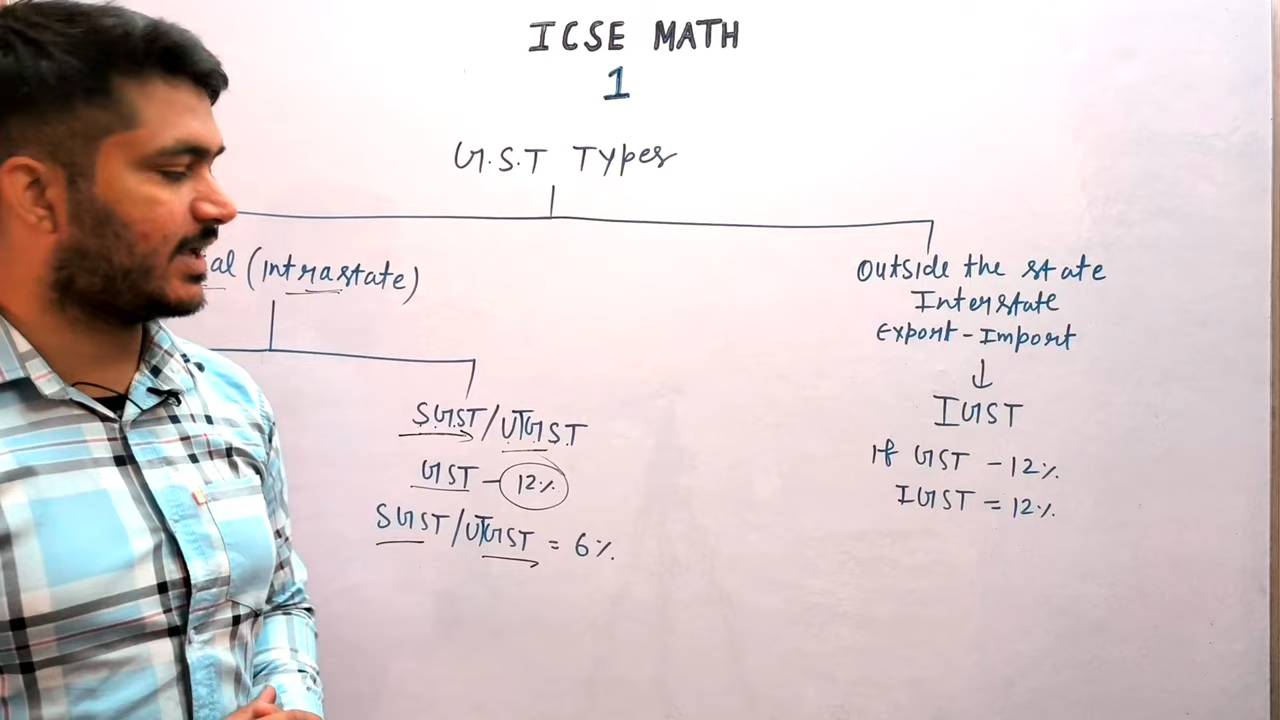 ICSE MATH
1
G.S.T Types
al (Intrastate)
SGST/UTGST
GST - 12%
SGST/UTGST = 6%
Outside the state
Interstate
Export - Import
↓
IGST
If GST - 12%
IGST = 12%